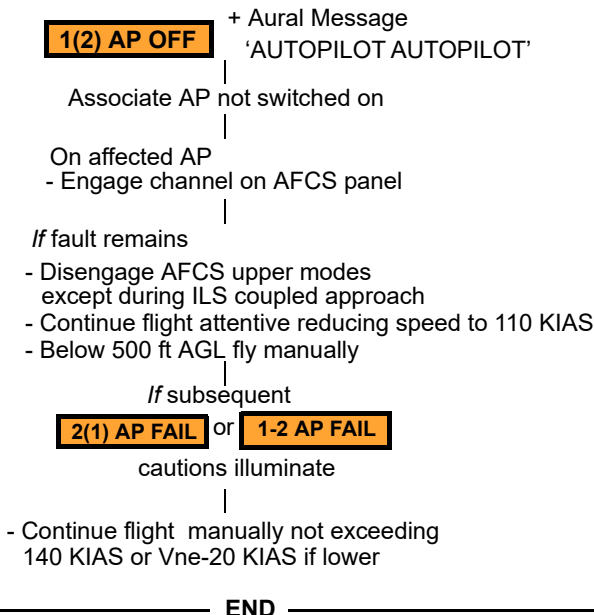 1(2) AP OFF + Aural Message
‘AUTOPILOT AUTOPILOT’
Associate AP not switched on
On affected AP
- Engage channel on AFCS panel
If fault remains
- Disengage AFCS upper modes
except during ILS coupled approach
- Continue flight attentive reducing speed to 110 KIAS
- Below 500 ft AGL fly manually
If subsequent
2(1) AP FAIL or 1-2 AP FAIL
cautions illuminate
- Continue flight manually not exceeding
140 KIAS or Vne-20 KIAS if lower
END